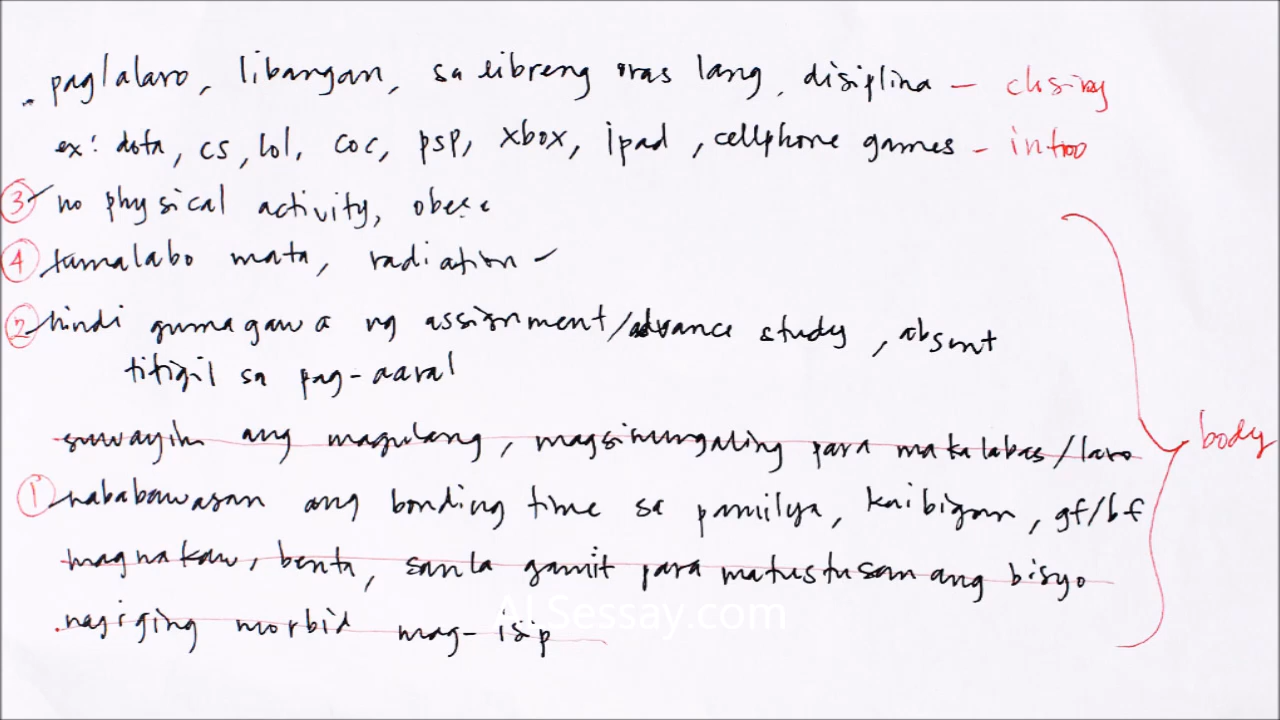 paglalaro, libangan, sa libreng oras lang, disiplina - closing
ex: dota, cs, lol, coc, psp, xbox, ipad, cellphone games - intro
③ no physical activity, obese
④ lumalabo mata, radiation
② hindi gumagawa ng assignment/advance study, absent
titigil sa pag-aaral
suwayin ang magulang, magsinungaling para makalabas/laro
① nababawasan ang bonding time sa pamilya, kaibigan, gf/bf
body
magnakaw, benta, sanla gamit para matustusan ang bisyo
nagiging morbid mag-isp
ALSessay.com